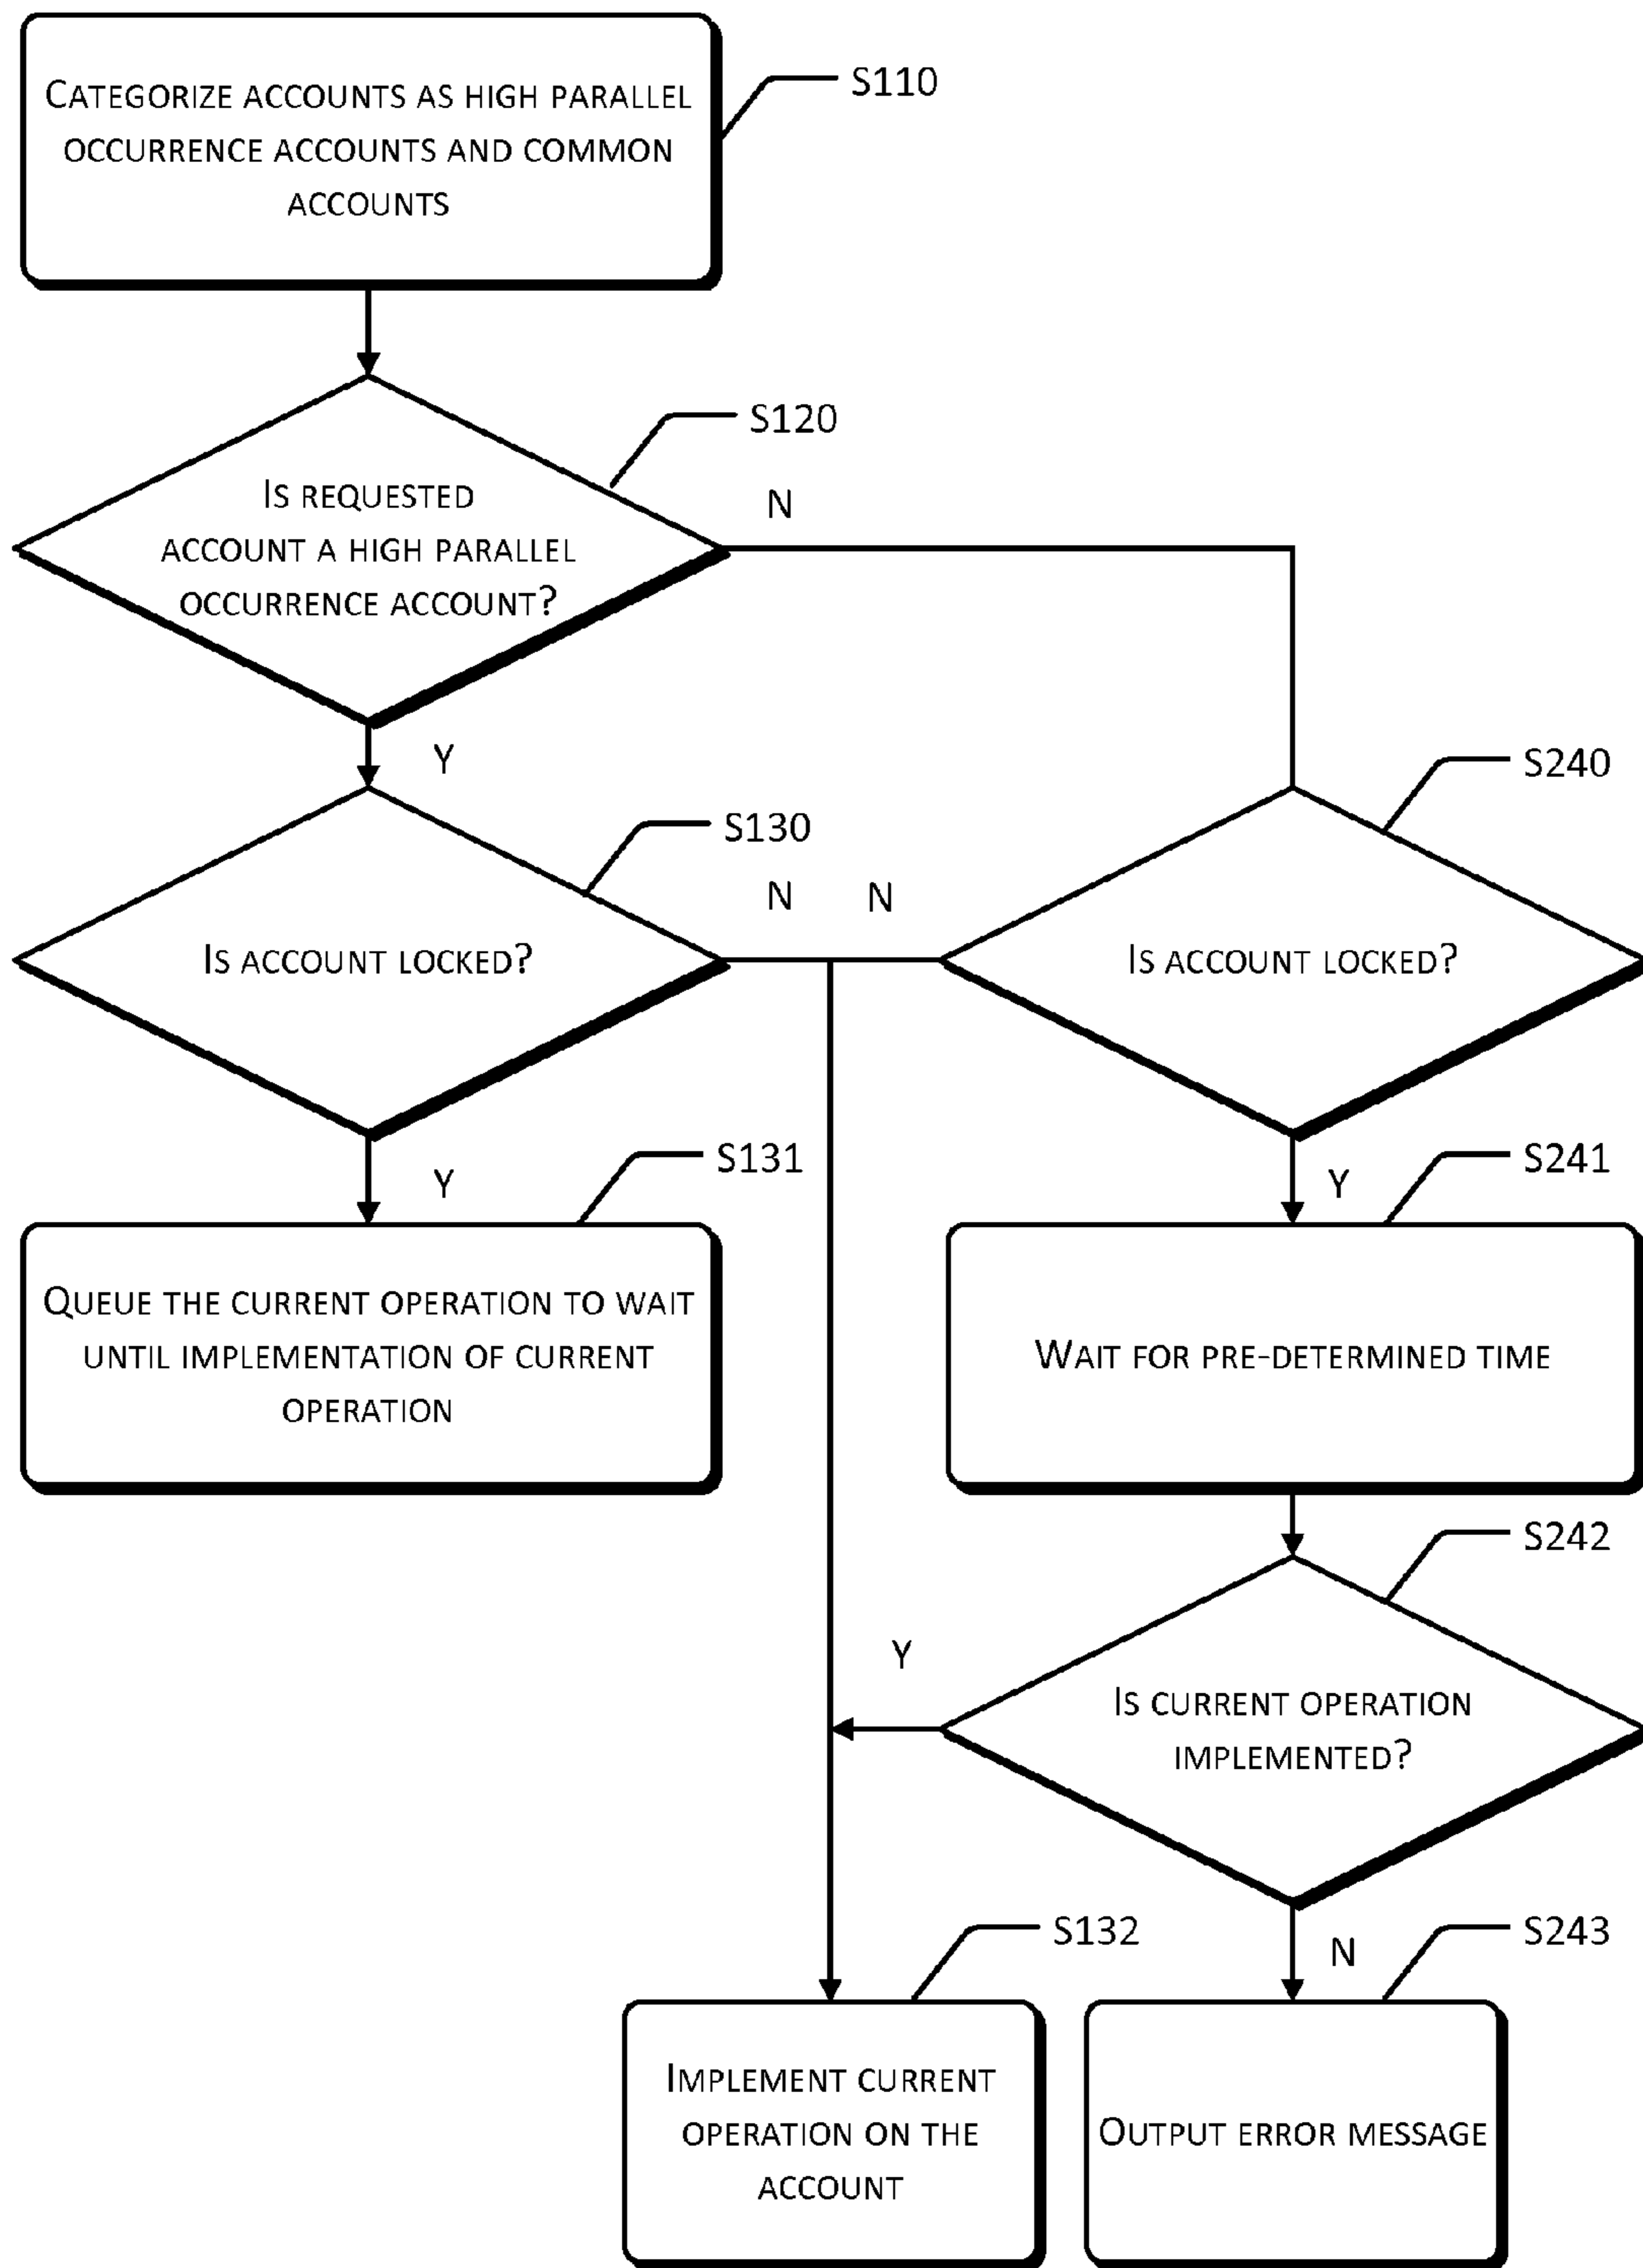 CATEGORIZE ACCOUNTS AS HIGH PARALLEL
OCCURRENCE ACCOUNTS AND COMMON
ACCOUNTS
S110
S120
IS REQUESTED
ACCOUNT A HIGH PARALLEL
OCCURRENCE ACCOUNT?
N
Y
S130
S240
N
N
IS ACCOUNT LOCKED?
IS ACCOUNT LOCKED?
S131
S241
Y
Y
QUEUE THE CURRENT OPERATION TO WAIT
UNTIL IMPLEMENTATION OF CURRENT
OPERATION
WAIT FOR PRE-DETERMINED TIME
S242
Y
IS CURRENT OPERATION
IMPLEMENTED?
S132
N
S243
IMPLEMENT CURRENT
OPERATION ON THE
ACCOUNT
OUTPUT ERROR MESSAGE